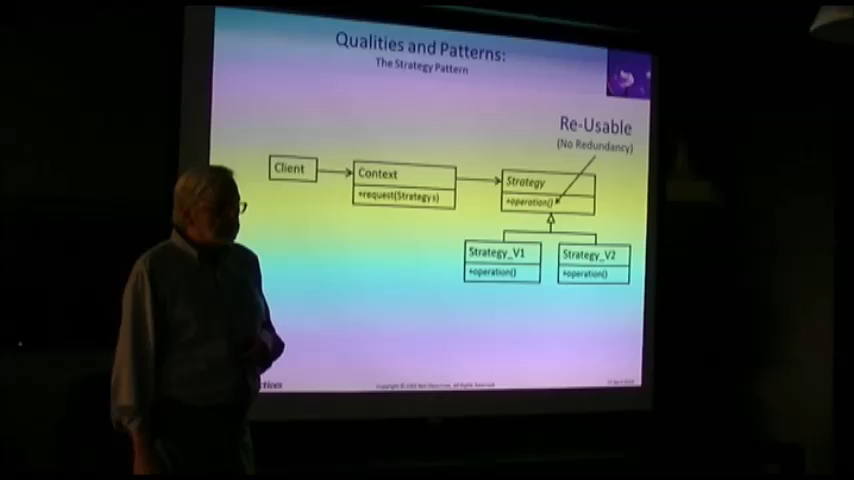 Qualities and Patterns:
The Strategy Pattern
Re-Usable
(No Redundancy)
Client
Context
+request(Strategy s)
Strategy
+operation()
Strategy_V1
+operation()
Strategy_V2
+operation()